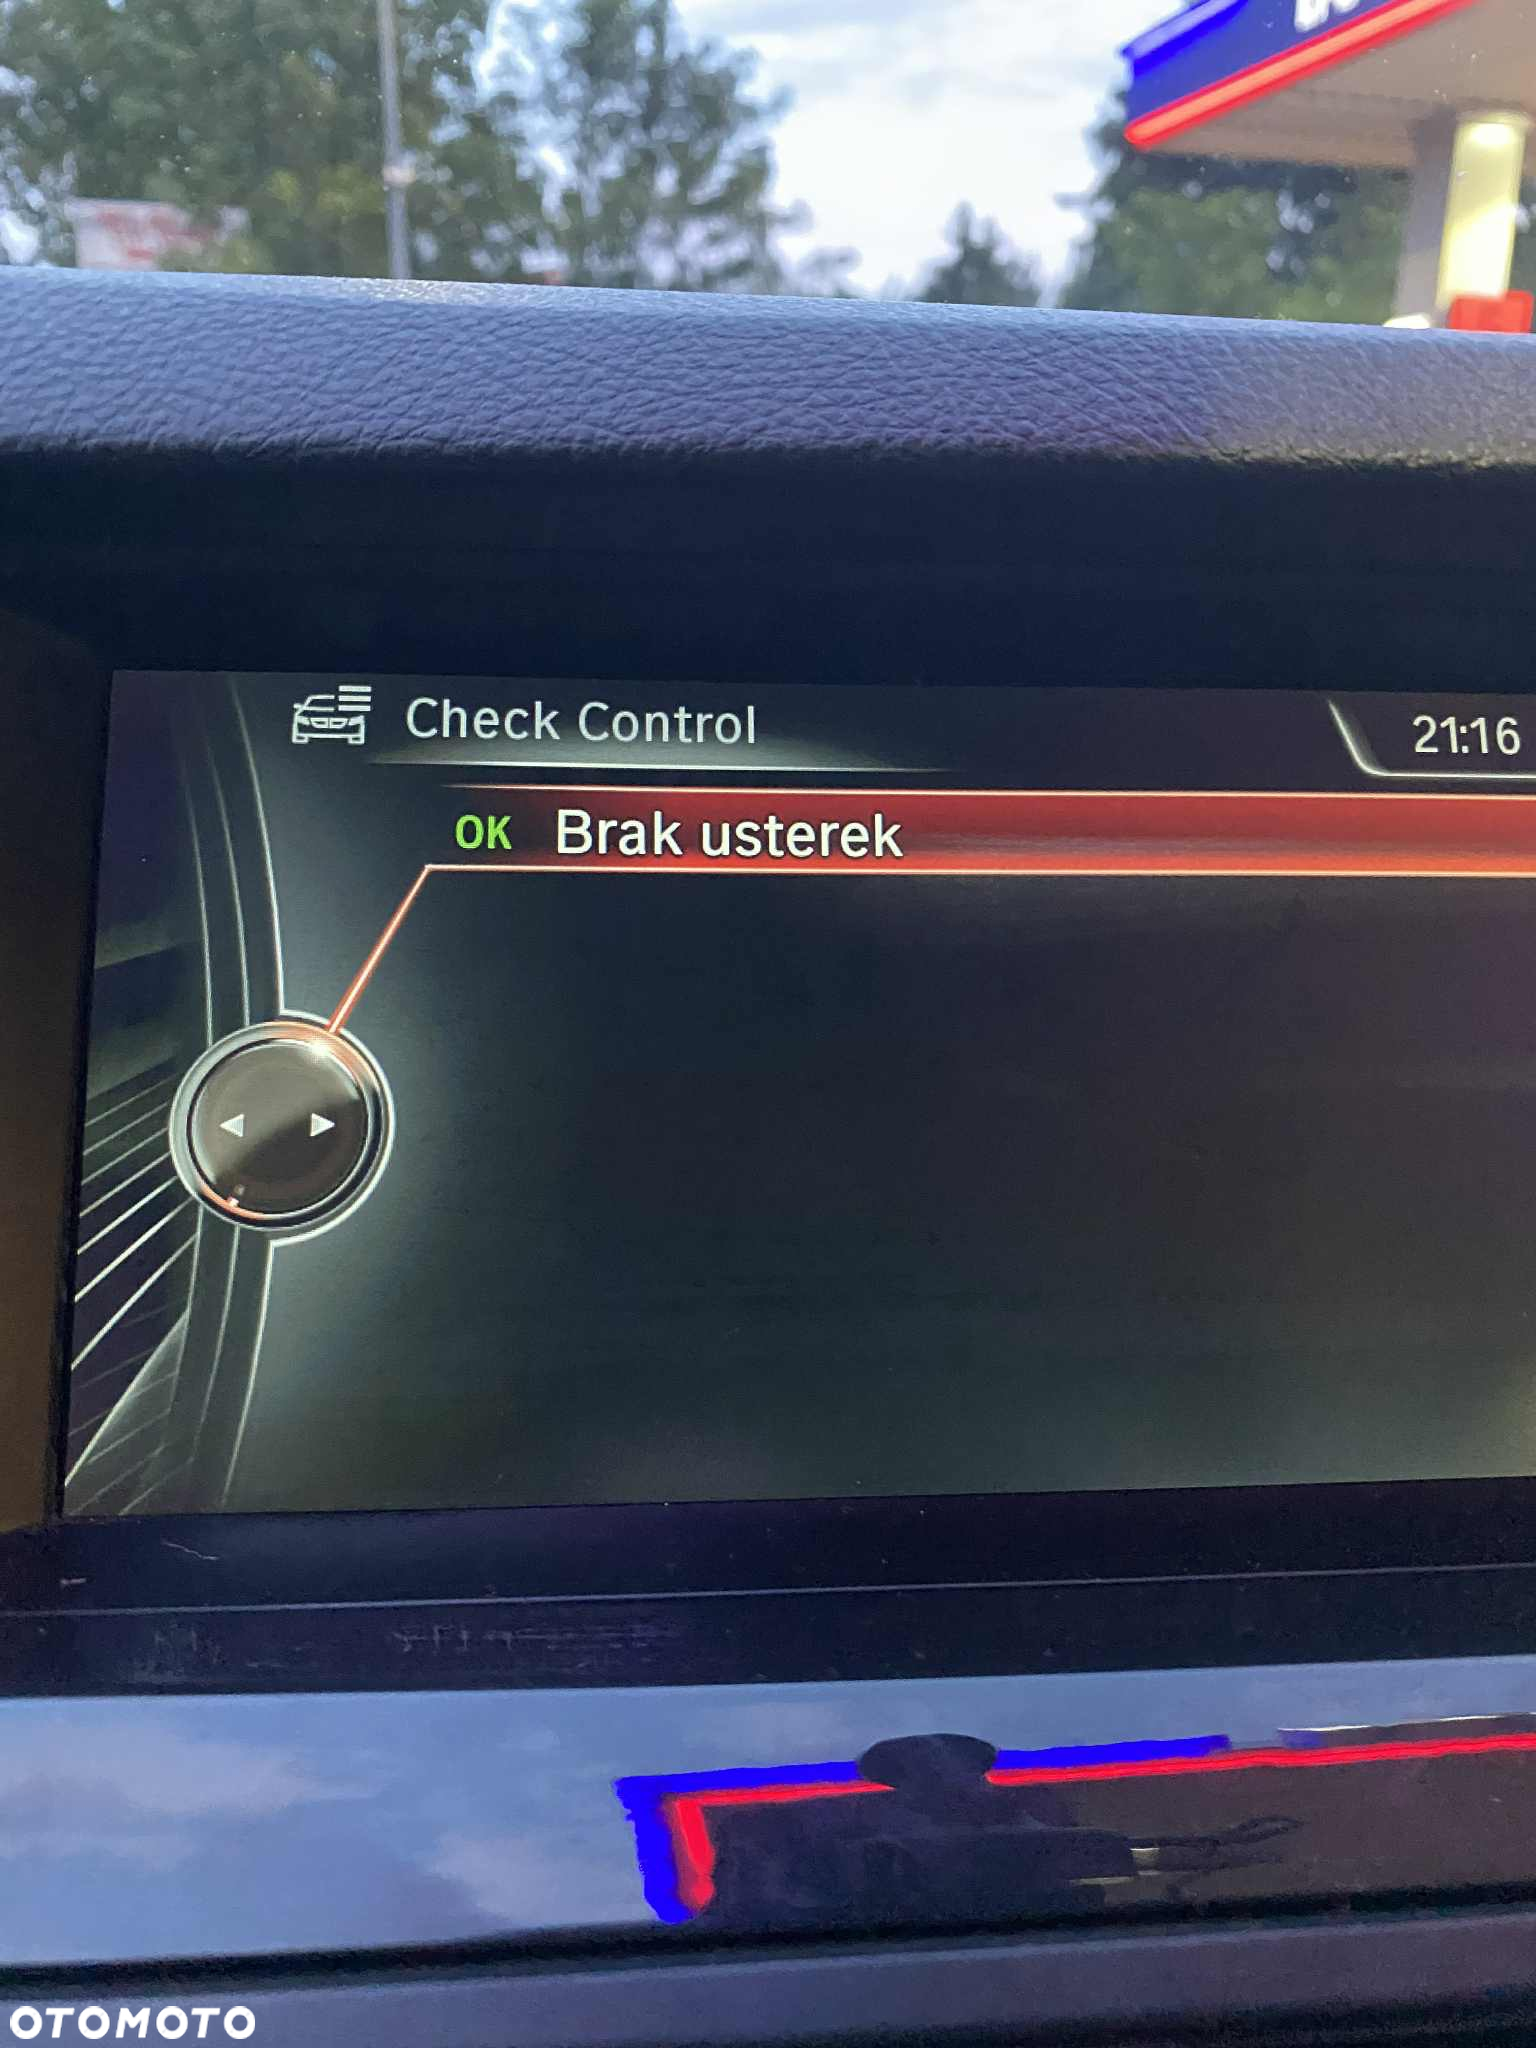 Check Control
21:16
OK Brak usterek
OTOMOTO